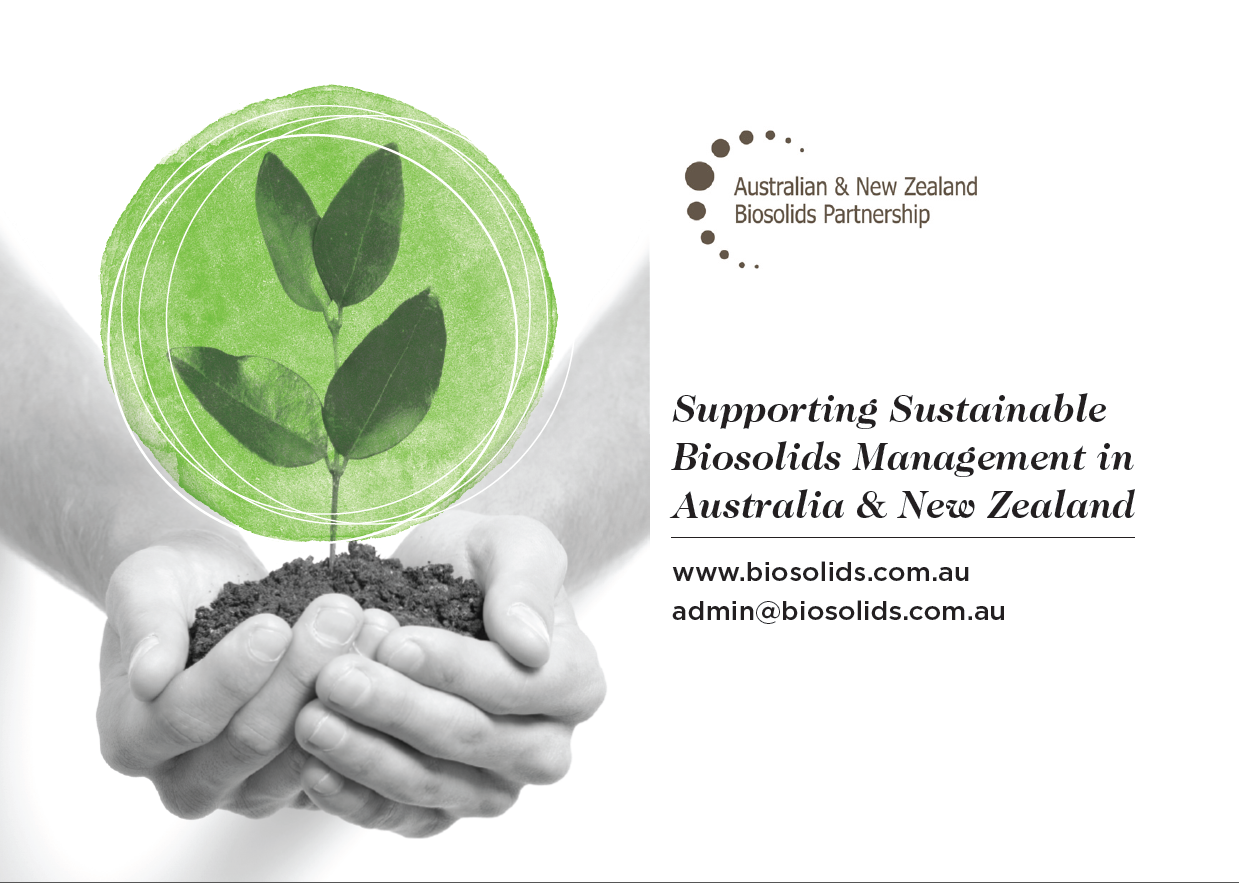 Australian & New Zealand
Biosolids Partnership
Supporting Sustainable
Biosolids Management in
Australia & New Zealand
www.biosolids.com.au
admin@biosolids.com.au